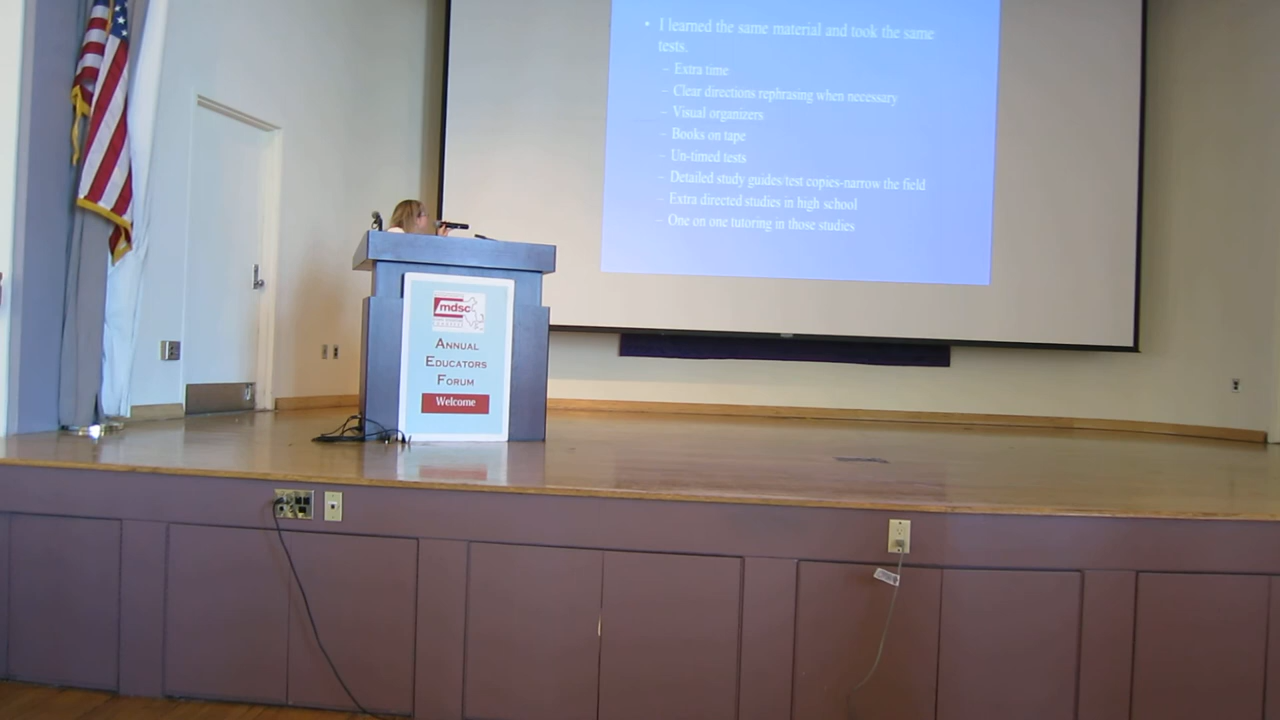 • I learned the same material and took the same
tests.
– Extra time
– Clear directions rephrasing when necessary
– Visual organizers
– Books on tape
– Un-timed tests
– Detailed study guides/test copies-narrow the field
– Extra directed studies in high school
– One on one tutoring in those studies
mdsc
ANNUAL
EDUCATORS
FORUM
Welcome